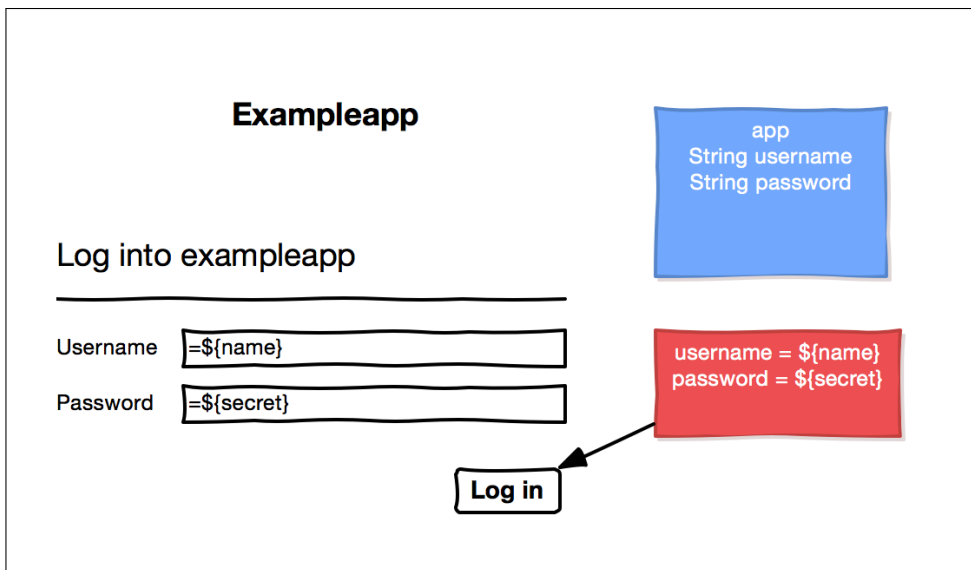 Exampleapp
app
String username
String password
Log into exampleapp
Username
=${name}
Password
=${secret}
username = ${name}
password = ${secret}
Log in